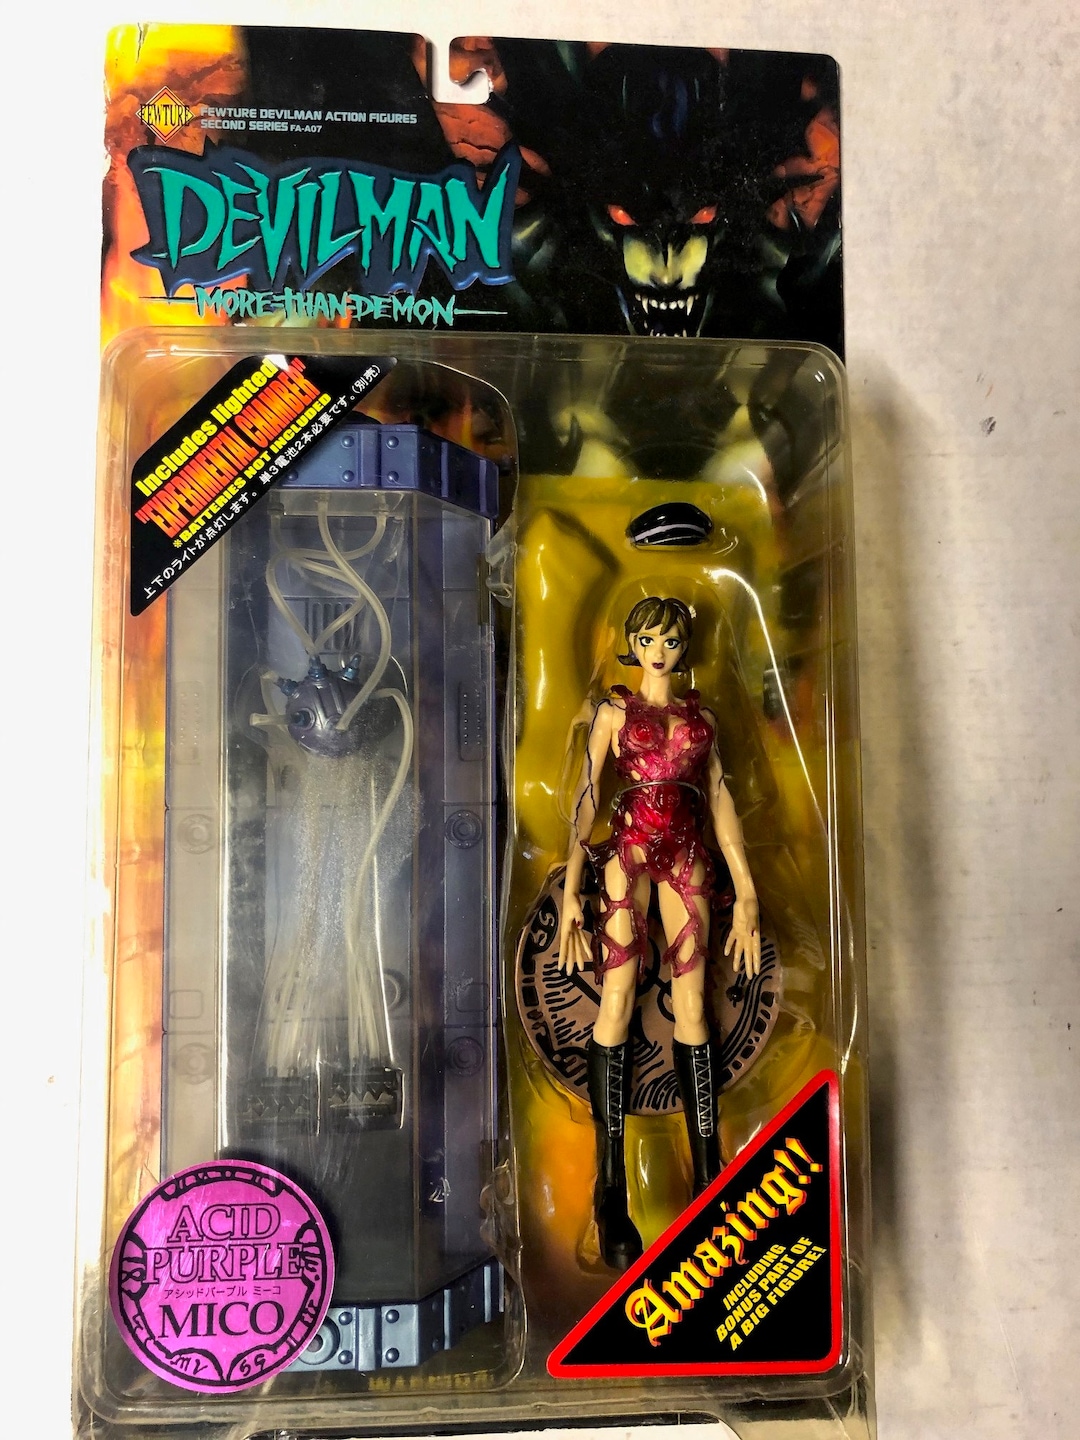 FEWTURE
FEWTURE DEVILMAN ACTION FIGURES
SECOND SERIES FA-A07
DEVILMAN
MORE THAN DEMON
Includes lighted
"EXPERIMENTAL CHAMBER"
※BATTERIES NOT INCLUDED
上下のライトが点灯します。単3電池2本必要です。(別売)
ACID
PURPLE
アシッドパープル ミーコ
MICO
Amazing!!
INCLUDING
BONUS PART OF
A BIG FIGURE!